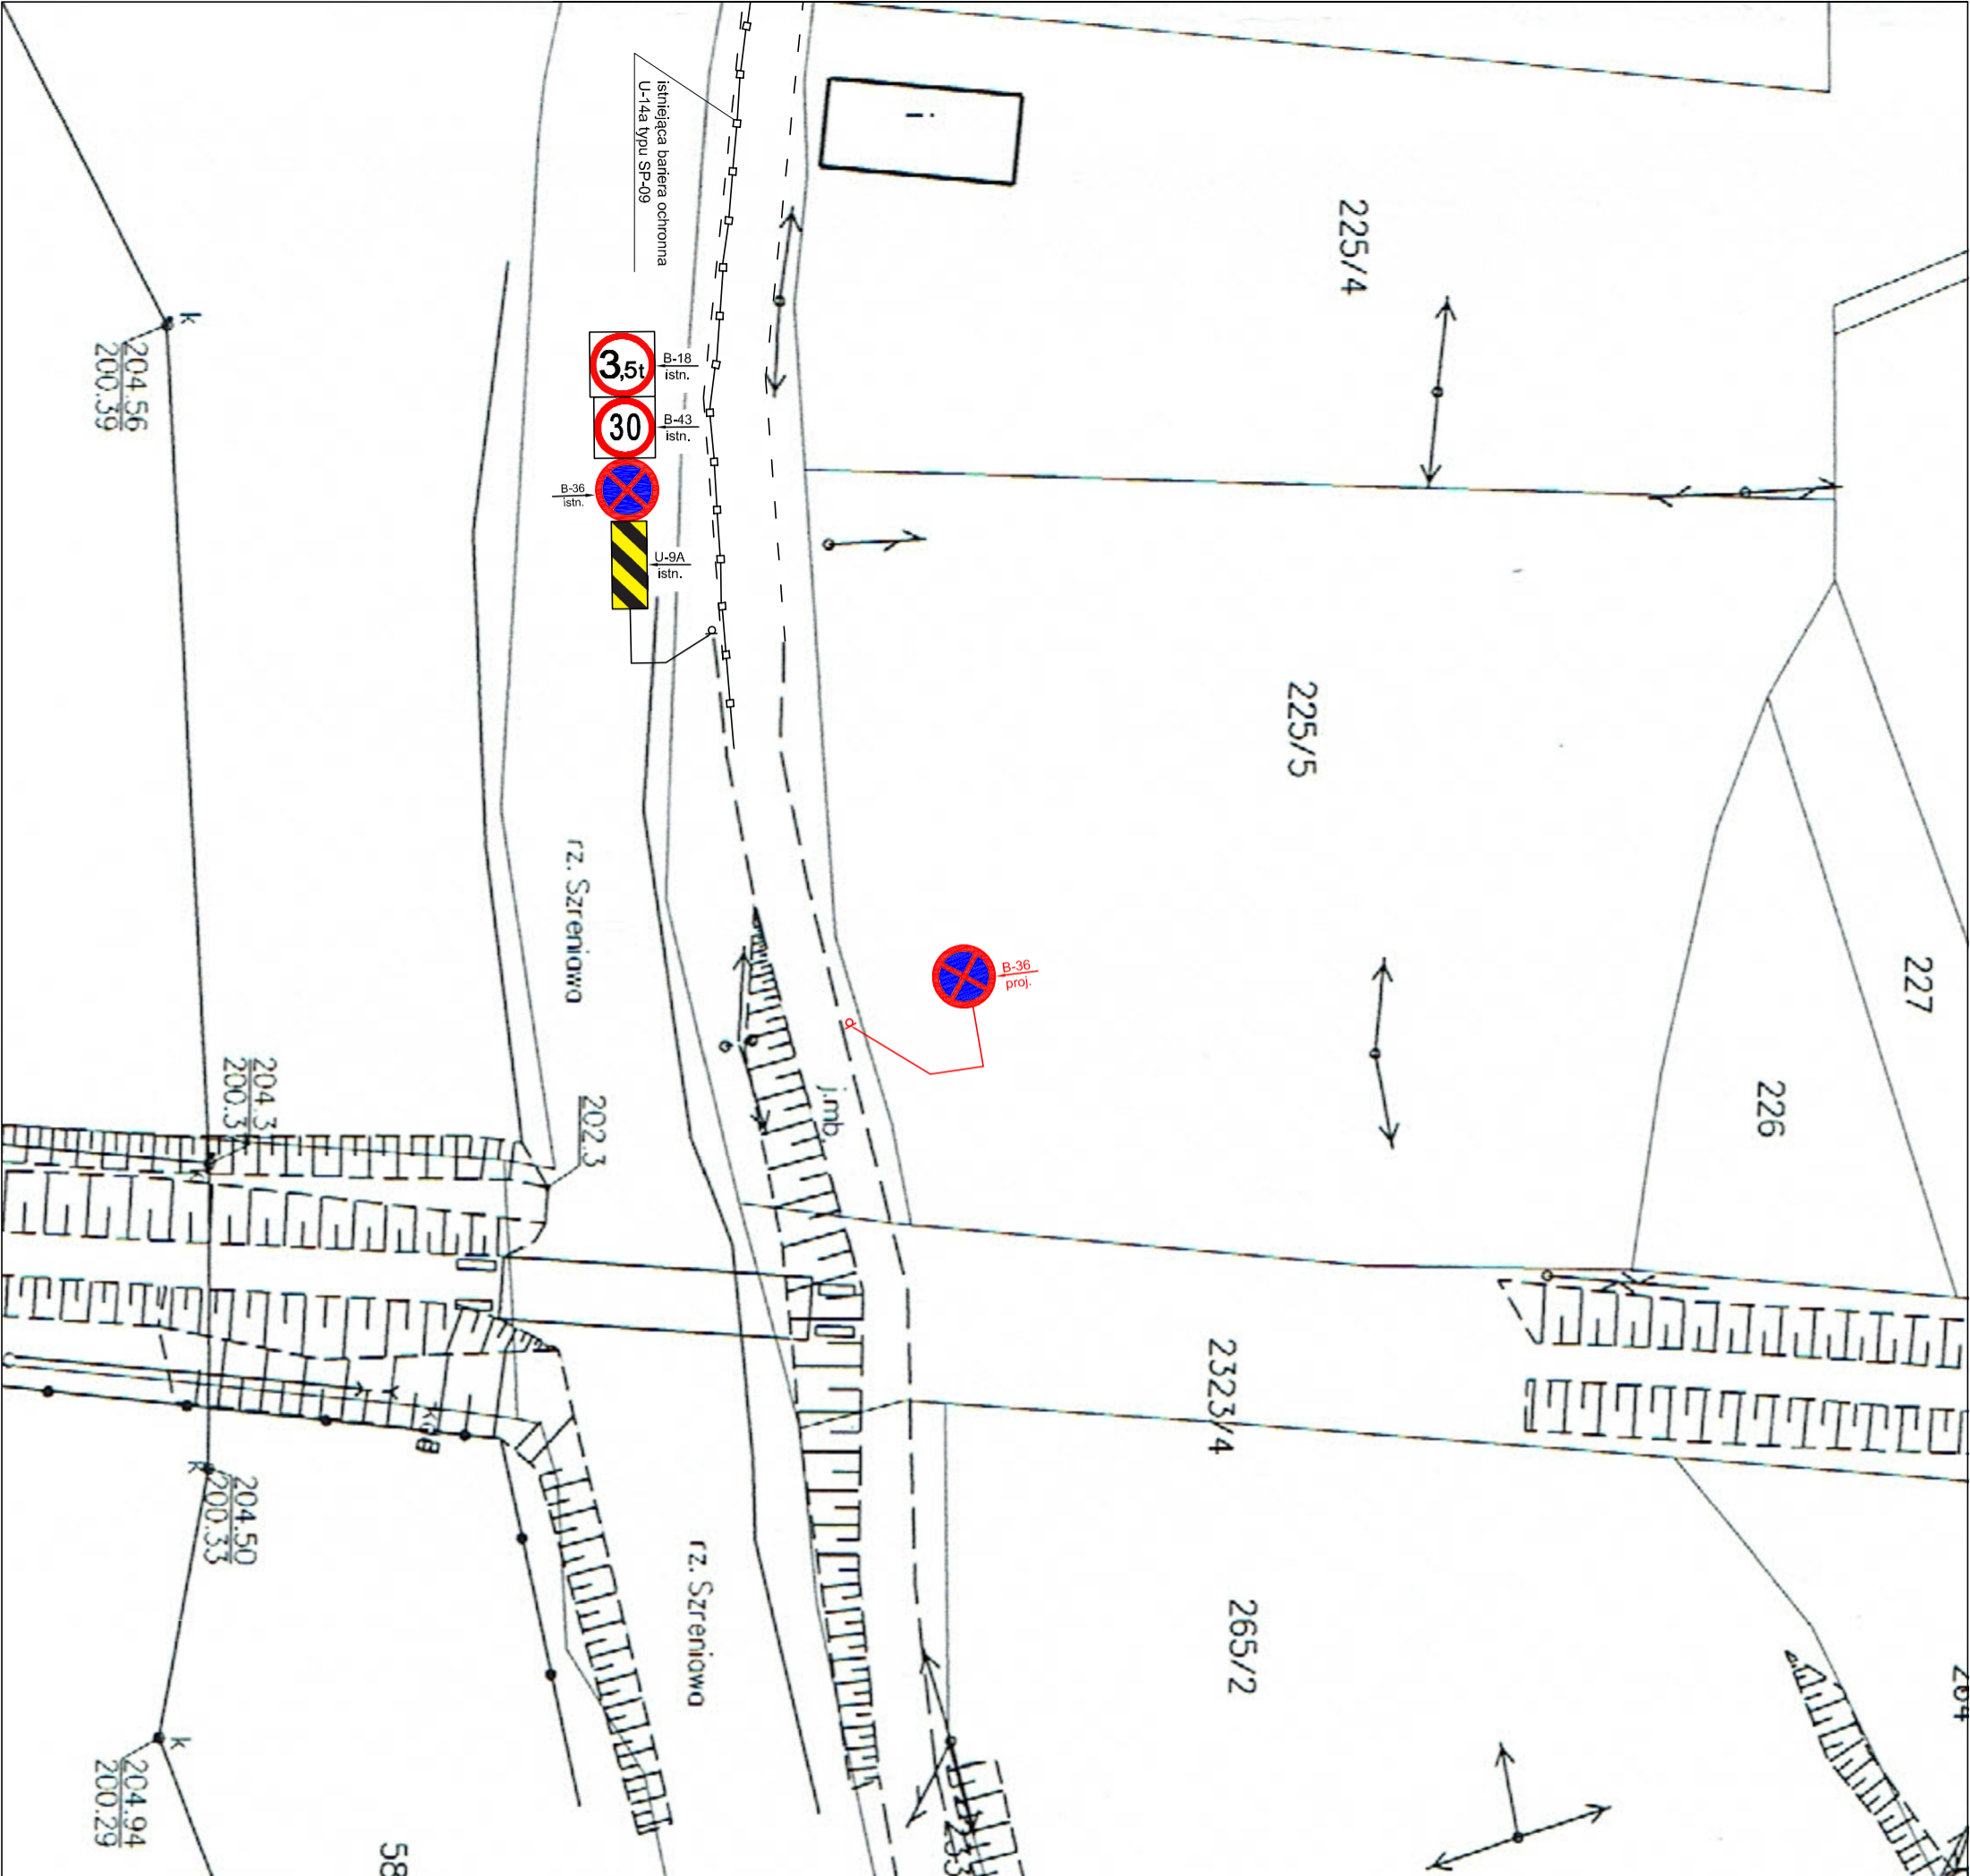 istniejąca bariera ochronna
U-14a typu SP-09
i
225/4
k
204.56
200.39
3,5t
B-18
istn.
30
B-43
istn.
B-36
istn.
U-9A
istn.
225/5
rz. Szreniawa
B-36
proj.
227
226
j.mb.
202.3
204.3
200.3
2323/4
k
204.50
200.33
rz. Szreniawa
265/2
k
204.94
200.29
58